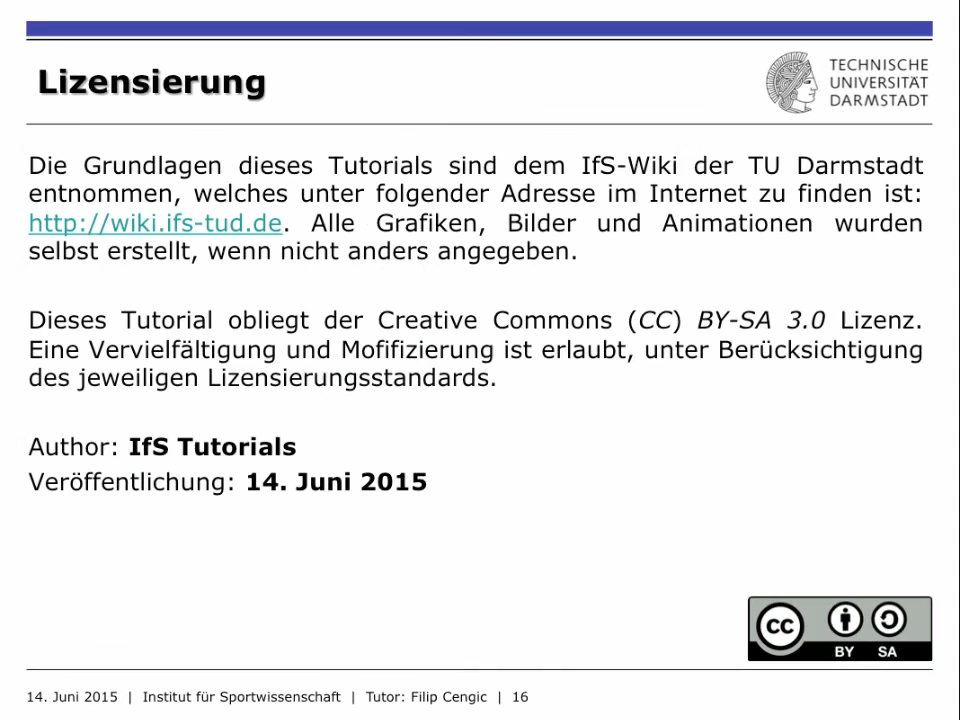 Lizensierung
TECHNISCHE
UNIVERSITÄT
DARMSTADT
Die Grundlagen dieses Tutorials sind dem IfS-Wiki der TU Darmstadt
entnommen, welches unter folgender Adresse im Internet zu finden ist:
http://wiki.ifs-tud.de. Alle Grafiken, Bilder und Animationen wurden
selbst erstellt, wenn nicht anders angegeben.
Dieses Tutorial obliegt der Creative Commons (CC) BY-SA 3.0 Lizenz.
Eine Vervielfältigung und Mofifizierung ist erlaubt, unter Berücksichtigung
des jeweiligen Lizensierungsstandards.
Author: IfS Tutorials
Veröffentlichung: 14. Juni 2015
CC
BY SA
14. Juni 2015 | Institut für Sportwissenschaft | Tutor: Filip Cengic | 16